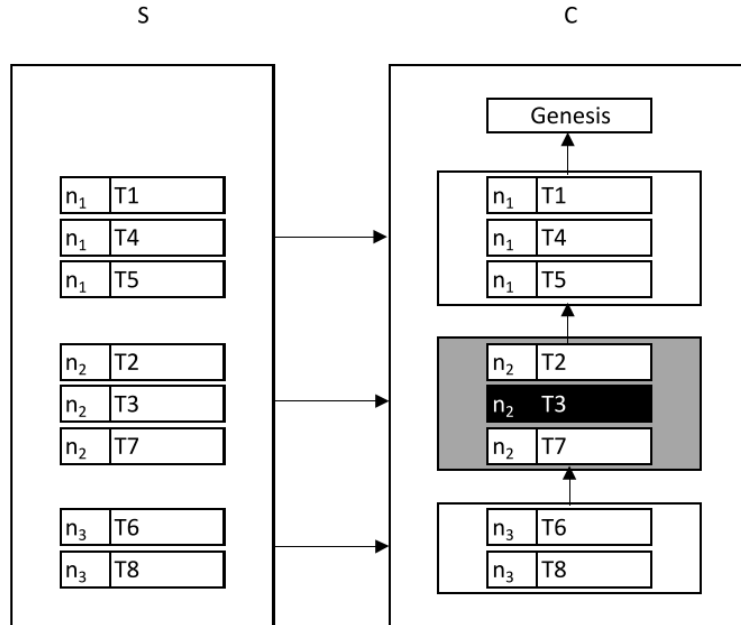 S
C
Genesis
n₁ T1
n₁ T4
n₁ T5
n₂ T2
n₂ T3
n₂ T7
n₃ T6
n₃ T8
n₁ T1
n₁ T4
n₁ T5
n₂ T2
n₂ T3
n₂ T7
n₃ T6
n₃ T8